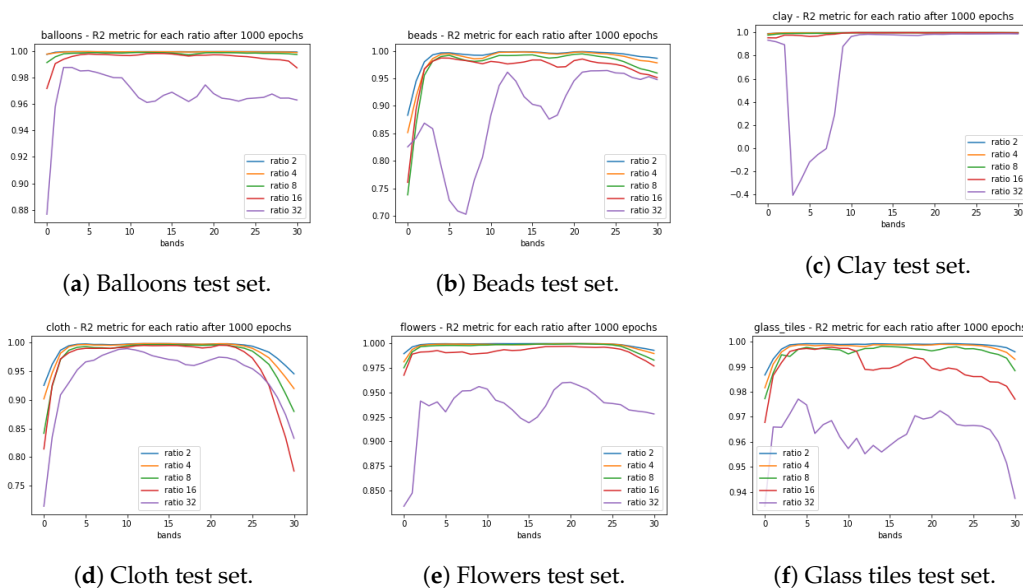 balloons - R2 metric for each ratio after 1000 epochs
1.00
0.98
0.96
0.94
0.92
0.90
0.88
0 5 10 15 20 25 30
bands
ratio 2
ratio 4
ratio 8
ratio 16
ratio 32
(a) Balloons test set.
beads - R2 metric for each ratio after 1000 epochs
1.00
0.95
0.90
0.85
0.80
0.75
0.70
0 5 10 15 20 25 30
bands
ratio 2
ratio 4
ratio 8
ratio 16
ratio 32
(b) Beads test set.
clay - R2 metric for each ratio after 1000 epochs
1.0
0.8
0.6
0.4
0.2
0.0
−0.2
−0.4
0 5 10 15 20 25 30
bands
ratio 2
ratio 4
ratio 8
ratio 16
ratio 32
(c) Clay test set.
cloth - R2 metric for each ratio after 1000 epochs
1.00
0.95
0.90
0.85
0.80
0.75
0 5 10 15 20 25 30
bands
ratio 2
ratio 4
ratio 8
ratio 16
ratio 32
(d) Cloth test set.
flowers - R2 metric for each ratio after 1000 epochs
1.000
0.975
0.950
0.925
0.900
0.875
0.850
0 5 10 15 20 25 30
bands
ratio 2
ratio 4
ratio 8
ratio 16
ratio 32
(e) Flowers test set.
glass_tiles - R2 metric for each ratio after 1000 epochs
1.00
0.99
0.98
0.97
0.96
0.95
0.94
0 5 10 15 20 25 30
bands
ratio 2
ratio 4
ratio 8
ratio 16
ratio 32
(f) Glass tiles test set.